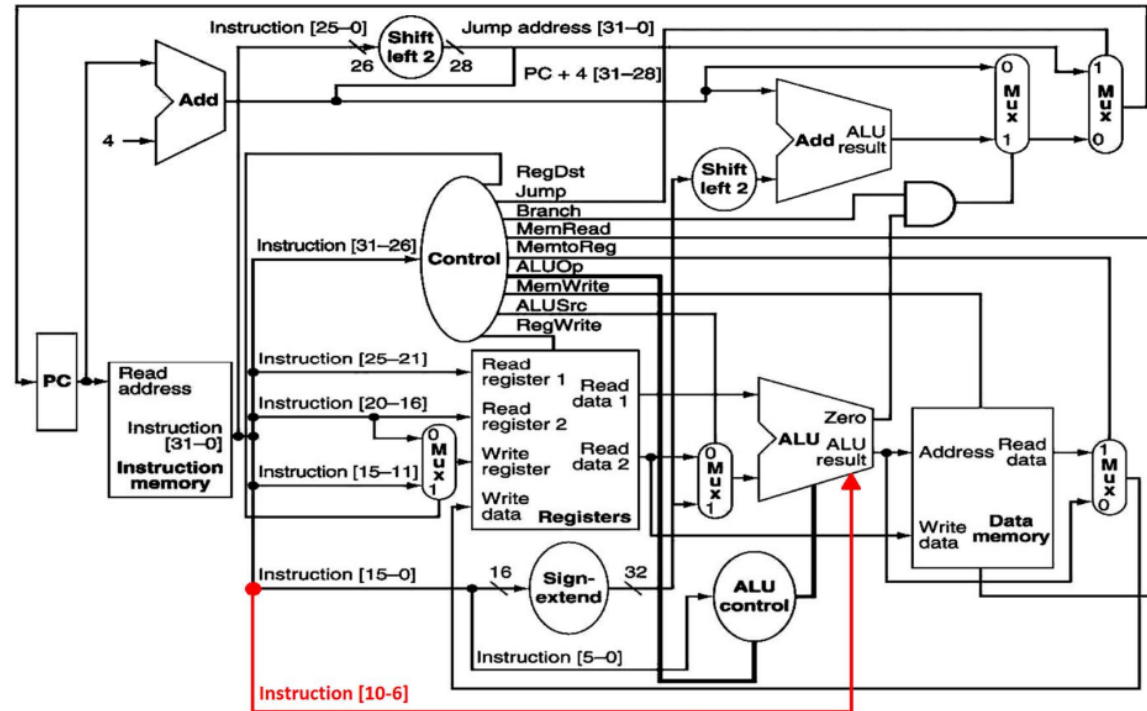 Instruction [25–0]
Shift
left 2
Jump address [31–0]
26
28
PC + 4 [31–28]
Add
4
0
M
u
x
1
1
M
u
x
0
Add
ALU
result
Shift
left 2
RegDst
Jump
Branch
MemRead
MemtoReg
ALUOp
MemWrite
ALUSrc
RegWrite
Instruction [31–26]
Control
PC
Read
address
Instruction
[31–0]
Instruction
memory
Instruction [25–21]
Instruction [20–16]
Instruction [15–11]
0
M
u
x
1
Read
register 1
Read
register 2
Write
register
Write
data
Read
data 1
Read
data 2
Registers
0
M
u
x
1
Zero
ALU
ALU
result
Address
Read
data
Write
data
Data
memory
1
M
u
x
0
Instruction [15–0]
16
Sign-
extend
32
ALU
control
Instruction [5–0]
Instruction [10-6]